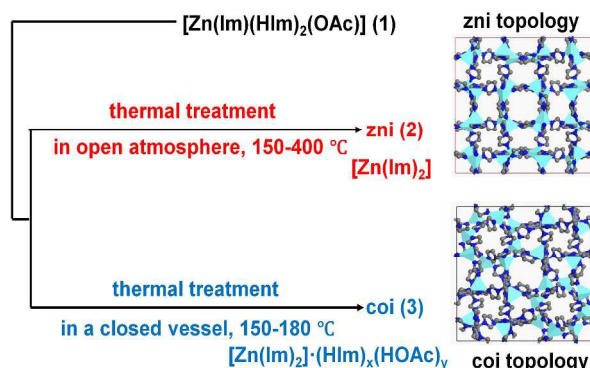 [Zn(Im)(HIm)₂(OAc)] (1)
zni topology
thermal treatment
in open atmosphere, 150-400 ℃
zni (2)
[Zn(Im)₂]
thermal treatment
in a closed vessel, 150-180 ℃
coi (3)
[Zn(Im)₂]·(HIm)ₓ(HOAc)ᵧ
coi topology